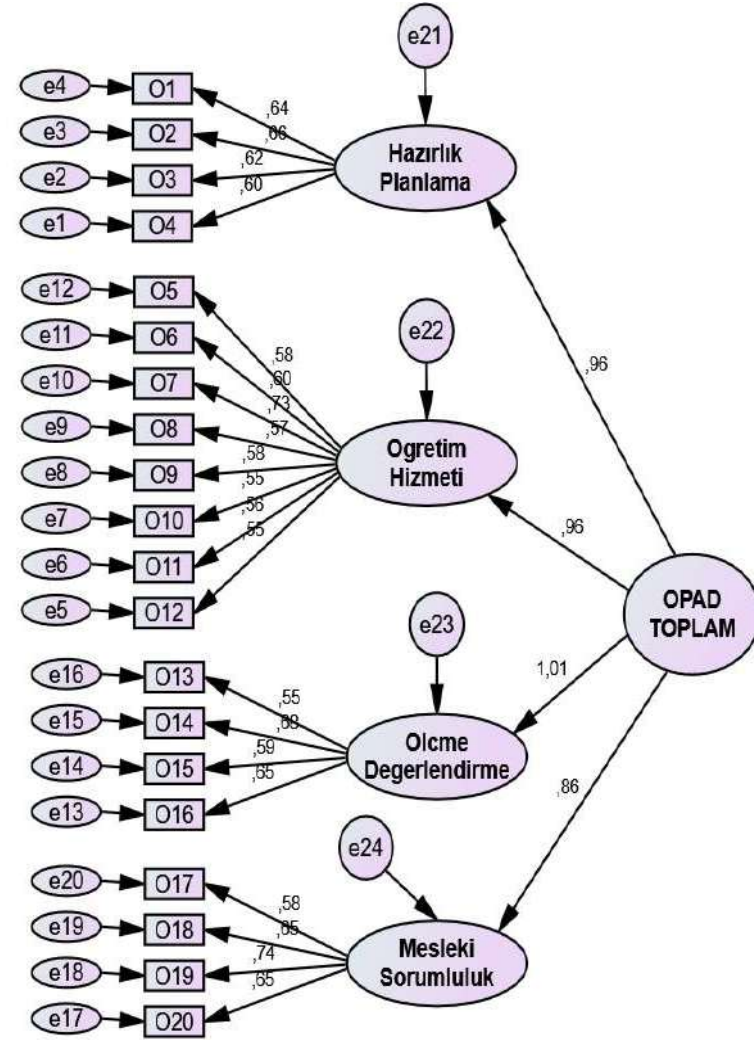 e21
e4 O1 ,64
e3 O2 ,66
e2 O3 ,62
e1 O4 ,60
Hazırlık
Planlama
e12 O5 ,58
e11 O6 ,60
e10 O7 ,73
e9 O8 ,57
e8 O9 ,58
e7 O10 ,55
e6 O11 ,56
e5 O12 ,55
e22
Ogretim
Hizmeti
,96
,96
OPAD
TOPLAM
1,01
,86
e23
e16 O13 ,55
e15 O14
e14 O15 ,59
e13 O16 ,65
Olcme
Degerlendirme
e24
e20 O17 ,58
e19 O18 ,65
e18 O19 ,74
e17 O20 ,65
Mesleki
Sorumluluk